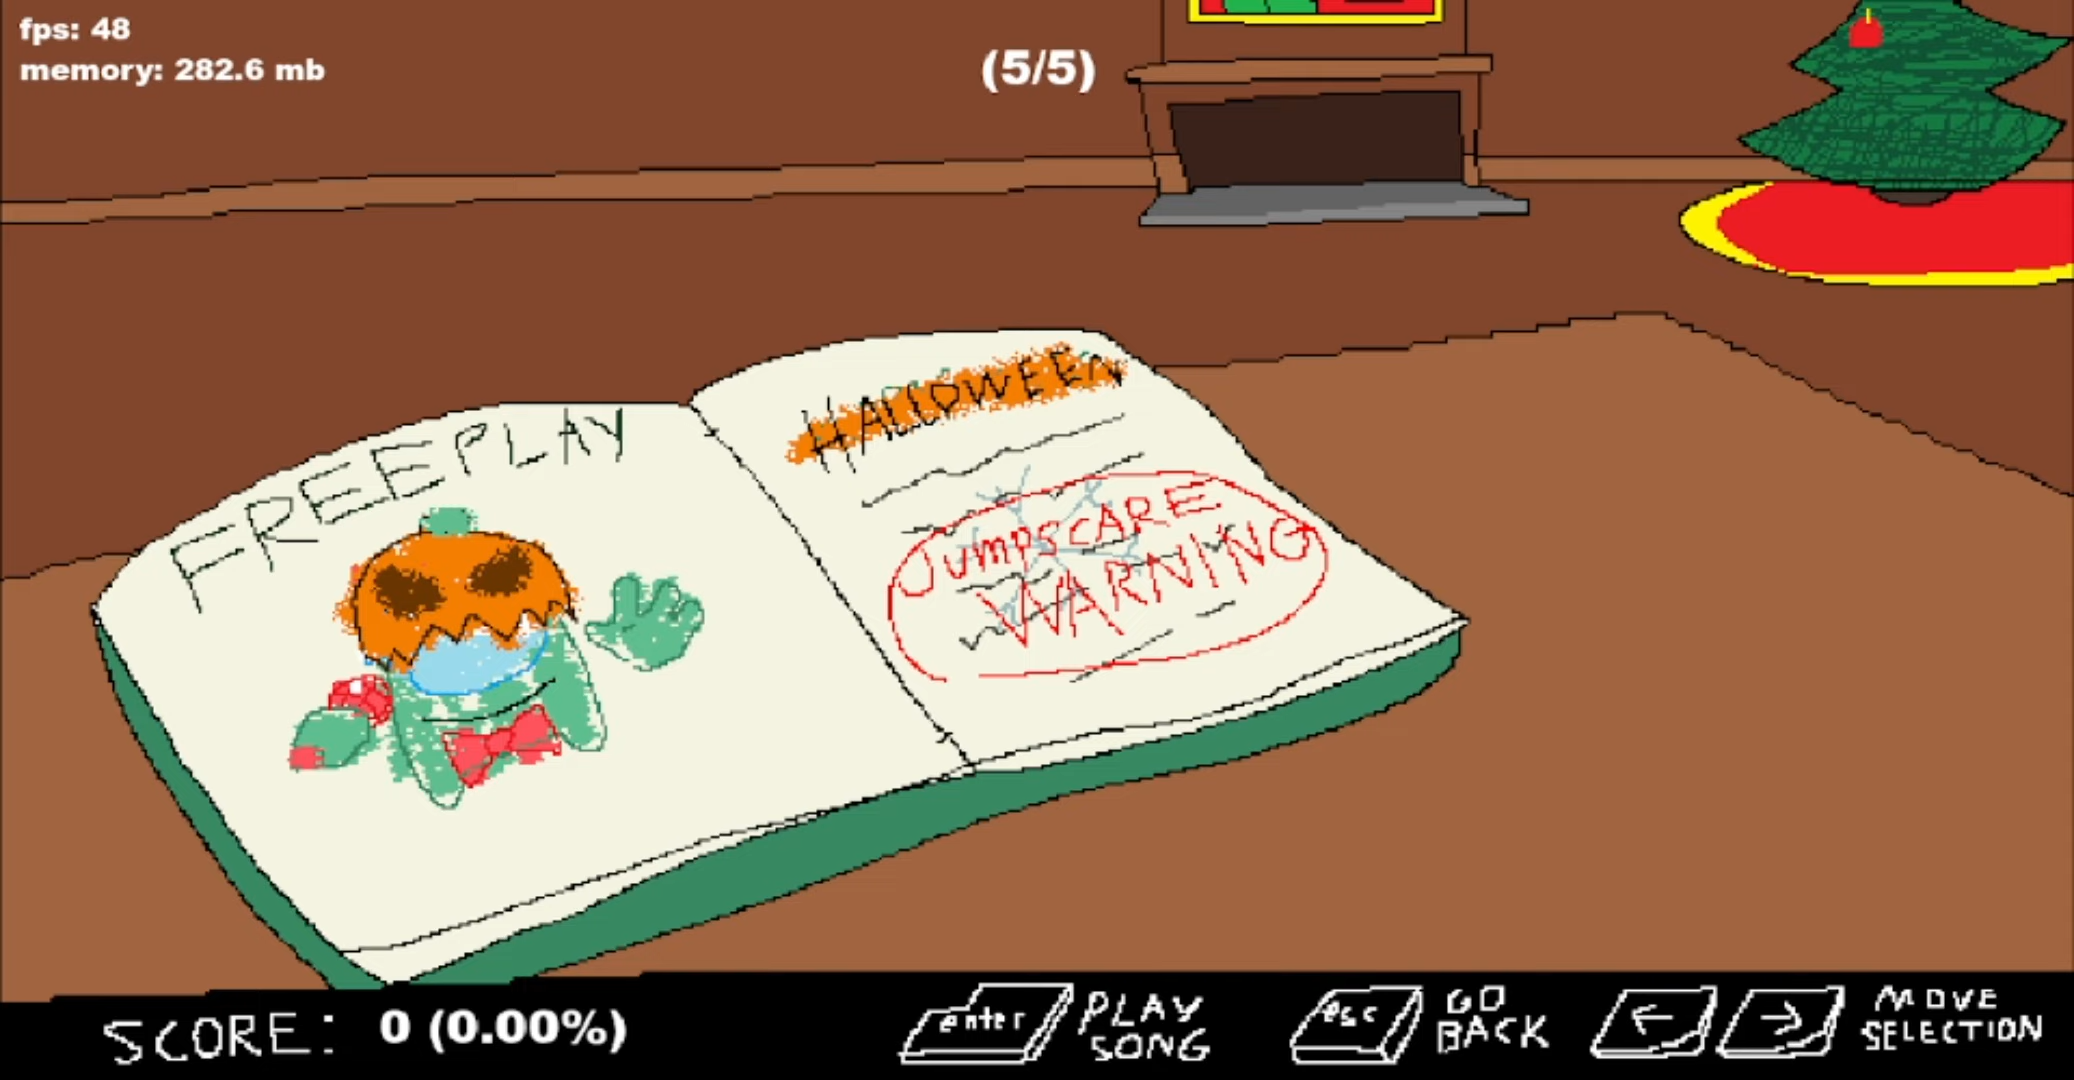 fps: 48
memory: 282.6 mb
(5/5)
FREEPLAY
HALLOWEEN
JUMPSCARE
WARNING
SCORE: 0 (0.00%)
enter PLAY SONG
esc GO BACK
← → MOVE SELECTION